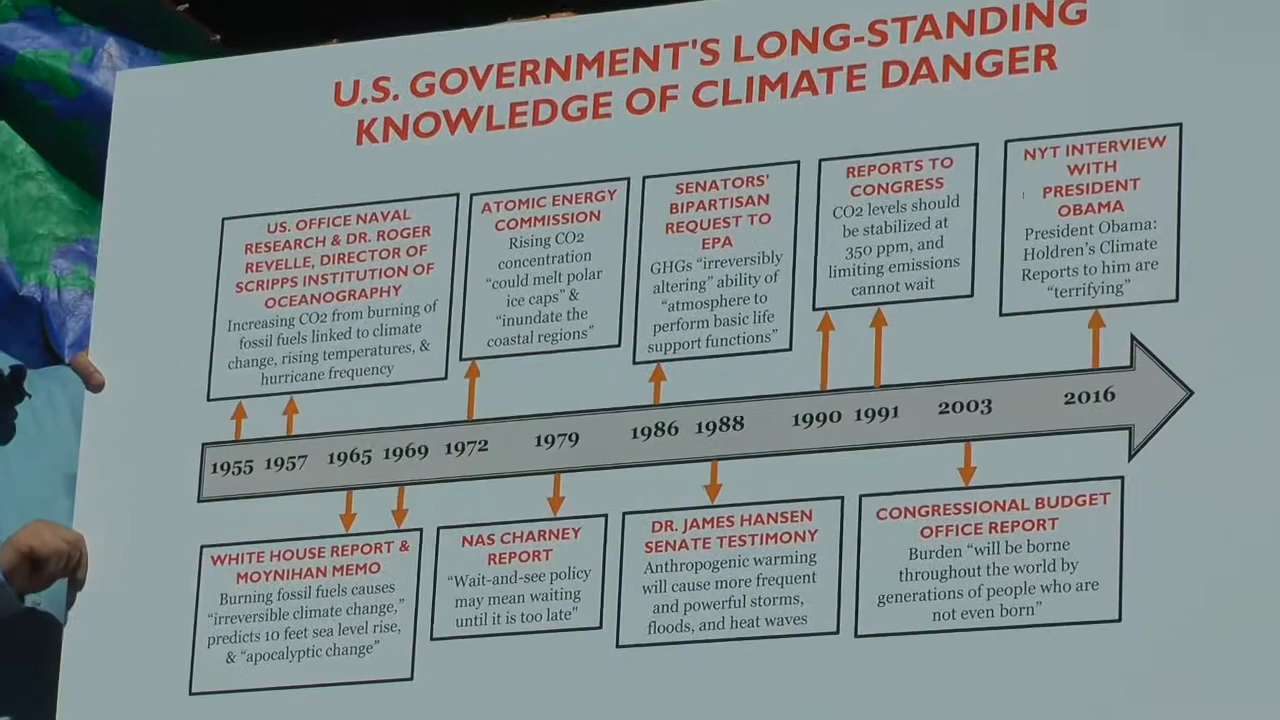 U.S. GOVERNMENT'S LONG-STANDING
KNOWLEDGE OF CLIMATE DANGER
US. OFFICE NAVAL
RESEARCH & DR. ROGER
REVELLE, DIRECTOR OF
SCRIPPS INSTITUTION OF
OCEANOGRAPHY
Increasing CO2 from burning of
fossil fuels linked to climate
change, rising temperatures, &
hurricane frequency
ATOMIC ENERGY
COMMISSION
Rising CO2
concentration
“could melt polar
ice caps” &
“inundate the
coastal regions”
SENATORS’
BIPARTISAN
REQUEST TO
EPA
GHGs “irreversibly
altering” ability of
“atmosphere to
perform basic life
support functions”
REPORTS TO
CONGRESS
CO2 levels should
be stabilized at
350 ppm, and
limiting emissions
cannot wait
NYT INTERVIEW
WITH
PRESIDENT
OBAMA
President Obama:
Holdren’s Climate
Reports to him are
“terrifying”
1955 1957 1965 1969 1972 1979 1986 1988 1990 1991 2003 2016
WHITE HOUSE REPORT &
MOYNIHAN MEMO
Burning fossil fuels causes
“irreversible climate change,”
predicts 10 feet sea level rise,
& “apocalyptic change”
NAS CHARNEY
REPORT
“Wait-and-see policy
may mean waiting
until it is too late"
DR. JAMES HANSEN
SENATE TESTIMONY
Anthropogenic warming
will cause more frequent
and powerful storms,
floods, and heat waves
CONGRESSIONAL BUDGET
OFFICE REPORT
Burden “will be borne
throughout the world by
generations of people who are
not even born”